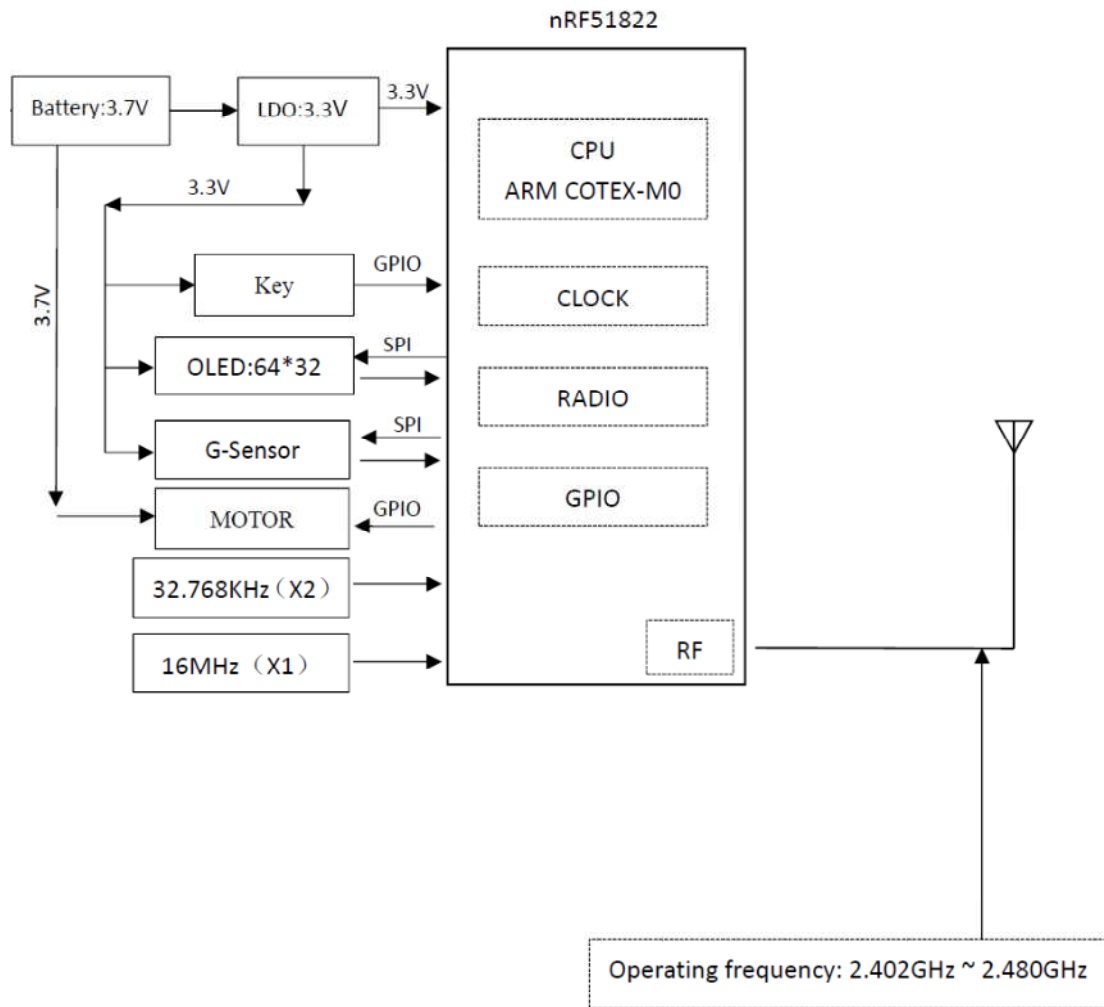 nRF51822
Battery:3.7V
LDO:3.3V
3.3V
3.3V
3.7V
CPU
ARM COTEX-M0
Key
GPIO
CLOCK
OLED:64*32
SPI
RADIO
G-Sensor
SPI
GPIO
MOTOR
GPIO
32.768KHz（X2）
16MHz （X1）
RF
Operating frequency: 2.402GHz ~ 2.480GHz